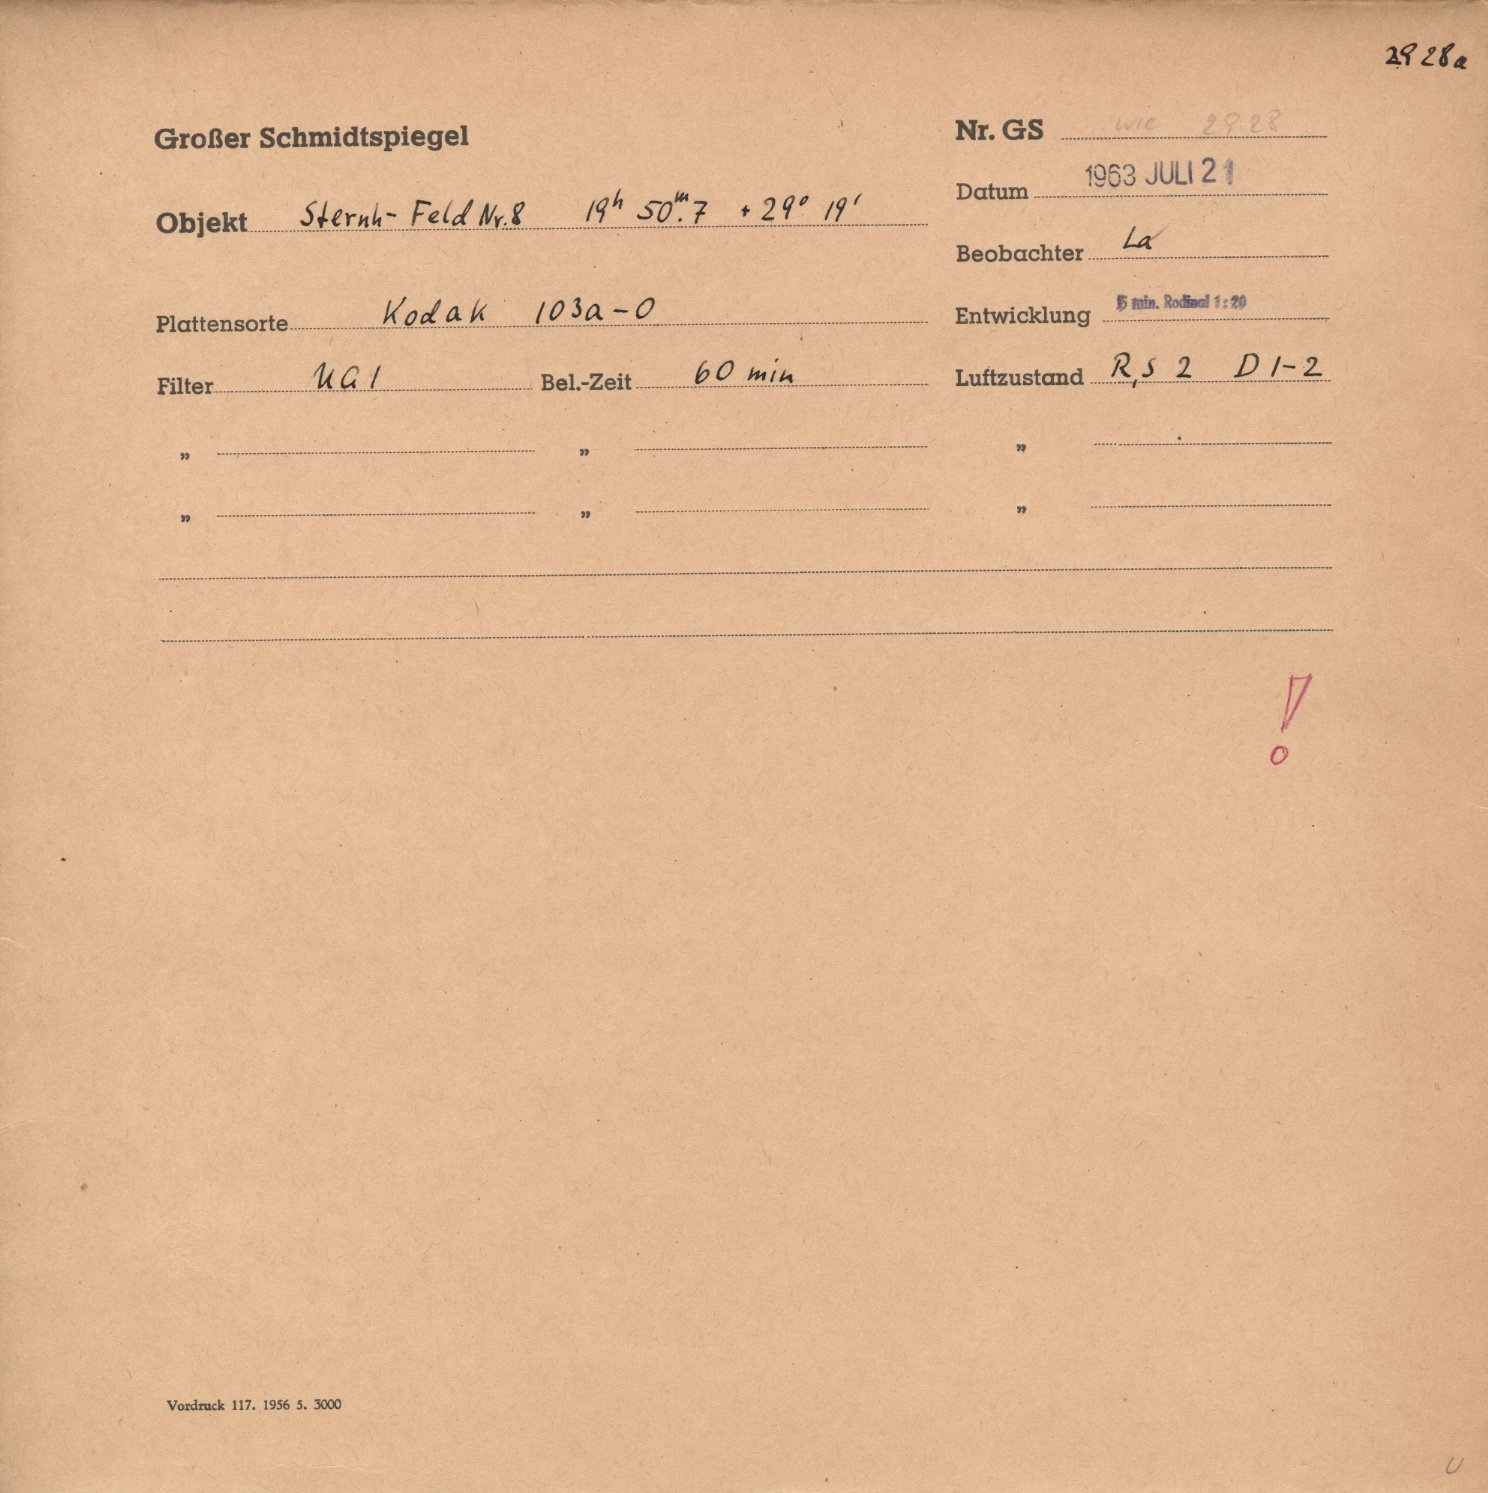 2928a
Großer Schmidtspiegel
Nr. GS wie 2928
Datum 1963 JULI 21
Objekt Sternh-Feld Nr. 8 19h 50m.7 + 29° 19'
Beobachter La
Plattensorte Kodak 103a-O
Entwicklung 5 min. Rodinal 1:20
Filter UG1 Bel.-Zeit 60 min Luftzustand R,S 2 D 1-2
„ „ „
„ „ „
!
Vordruck 117. 1956 5. 3000
U